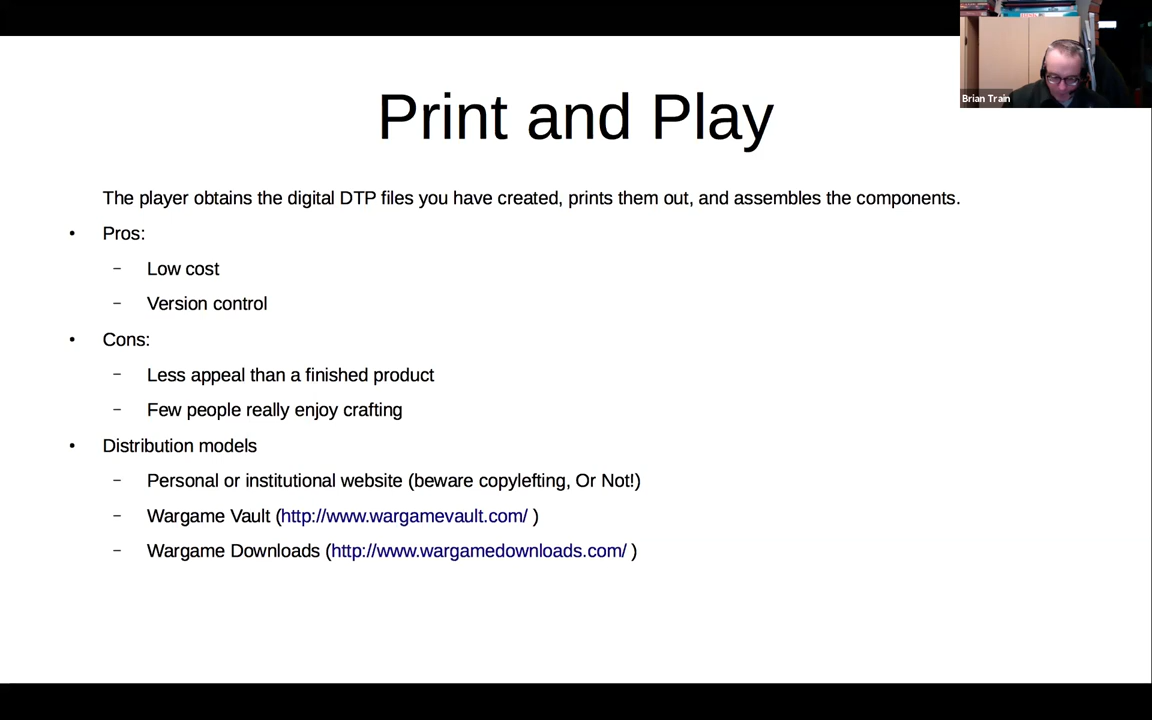 Brian Train
Print and Play
The player obtains the digital DTP files you have created, prints them out, and assembles the components.
• Pros:
– Low cost
– Version control
• Cons:
– Less appeal than a finished product
– Few people really enjoy crafting
• Distribution models
– Personal or institutional website (beware copylefting, Or Not!)
– Wargame Vault (http://www.wargamevault.com/ )
– Wargame Downloads (http://www.wargamedownloads.com/ )